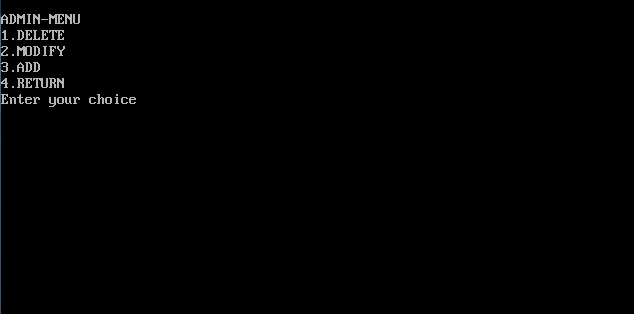 ADMIN-MENU
1.DELETE
2.MODIFY
3.ADD
4.RETURN
Enter your choice